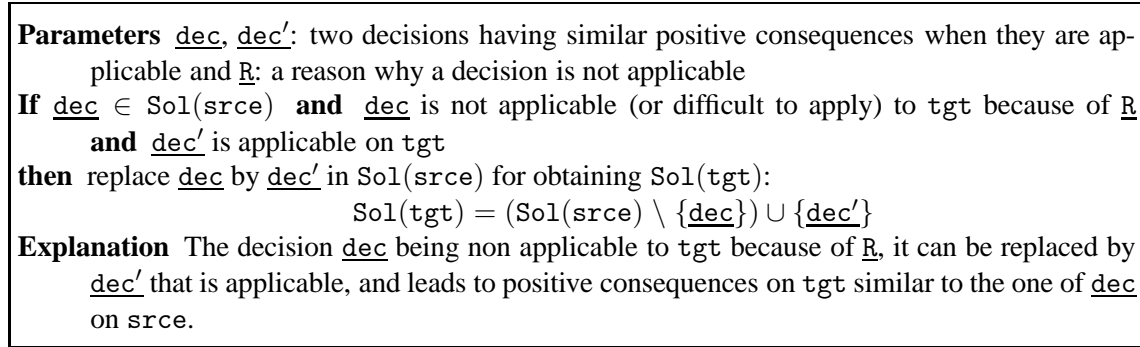 Parameters dec, dec′: two decisions having similar positive consequences when they are ap-
plicable and R: a reason why a decision is not applicable
If dec ∈ Sol(srce) and dec is not applicable (or difficult to apply) to tgt because of R
and dec′ is applicable on tgt
then replace dec by dec′ in Sol(srce) for obtaining Sol(tgt):
Sol(tgt) = (Sol(srce) \ {dec}) ∪ {dec′}
Explanation The decision dec being non applicable to tgt because of R, it can be replaced by
dec′ that is applicable, and leads to positive consequences on tgt similar to the one of dec
on srce.